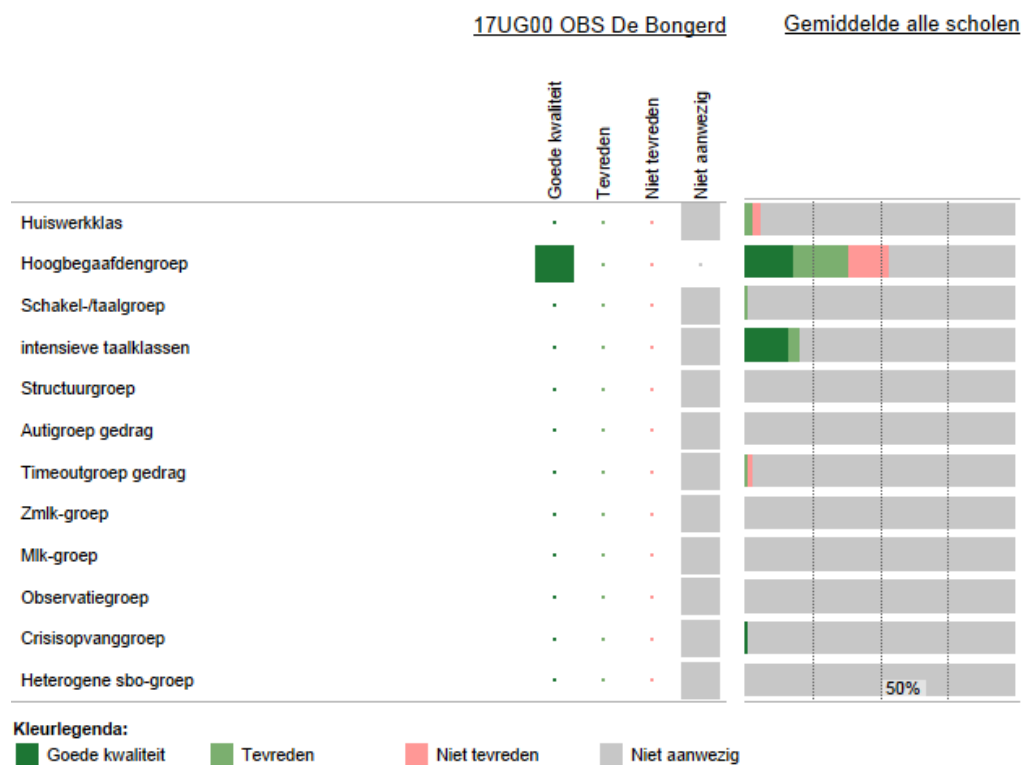 17UG00 OBS De Bongerd
Gemiddelde alle scholen
Goede kwaliteit
Tevreden
Niet tevreden
Niet aanwezig
Huiswerkklas
Hoogbegaafdengroep
Schakel-/taalgroep
intensieve taalklassen
Structuurgroep
Autigroep gedrag
Timeoutgroep gedrag
Zmlk-groep
Mlk-groep
Observatiegroep
Crisisopvanggroep
Heterogene sbo-groep
50%
Kleurlegenda:
Goede kwaliteit Tevreden Niet tevreden Niet aanwezig